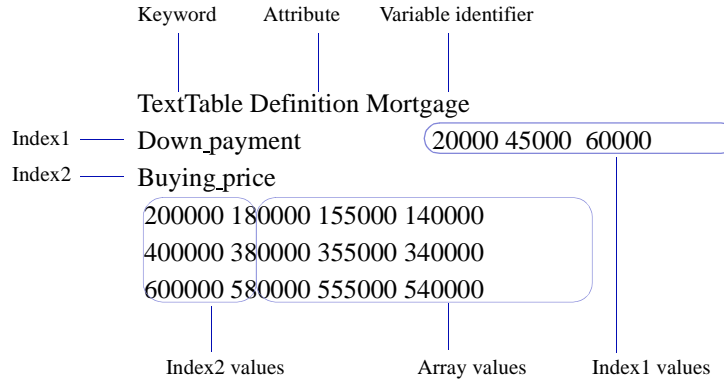 Keyword Attribute Variable identifier
TextTable Definition Mortgage
Index1 Down_payment 20000 45000 60000
Index2 Buying_price
200000 180000 155000 140000
400000 380000 355000 340000
600000 580000 555000 540000
Index2 values Array values Index1 values